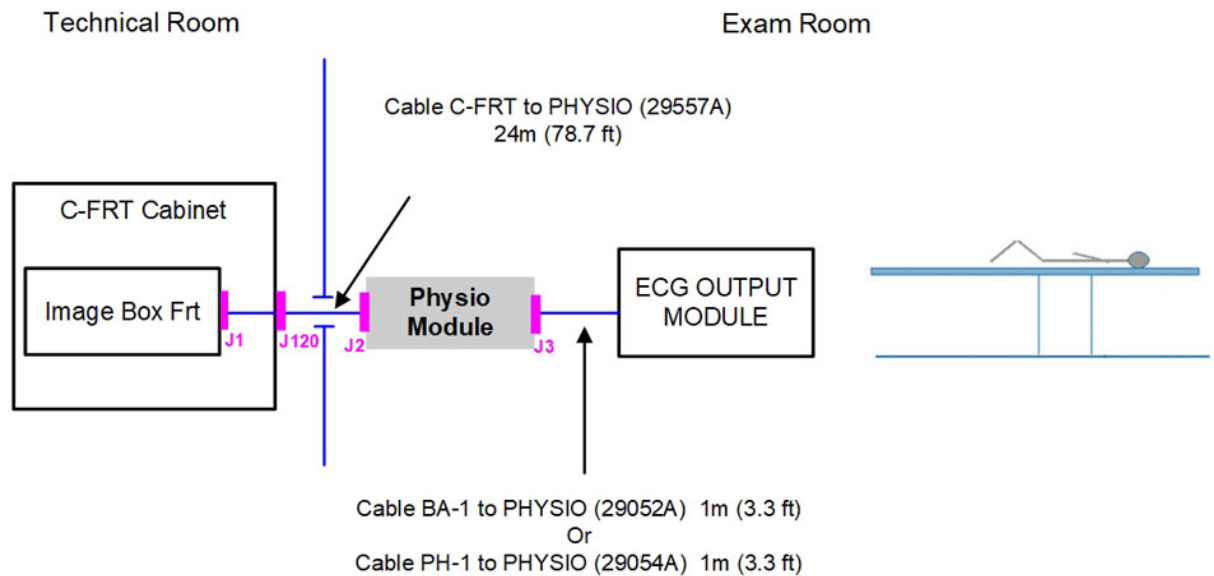 Technical Room
Exam Room
Cable C-FRT to PHYSIO (29557A)
24m (78.7 ft)
C-FRT Cabinet
Image Box Frt
J1
J120
J2
Physio
Module
J3
ECG OUTPUT
MODULE
Cable BA-1 to PHYSIO (29052A) 1m (3.3 ft)
Or
Cable PH-1 to PHYSIO (29054A) 1m (3.3 ft)